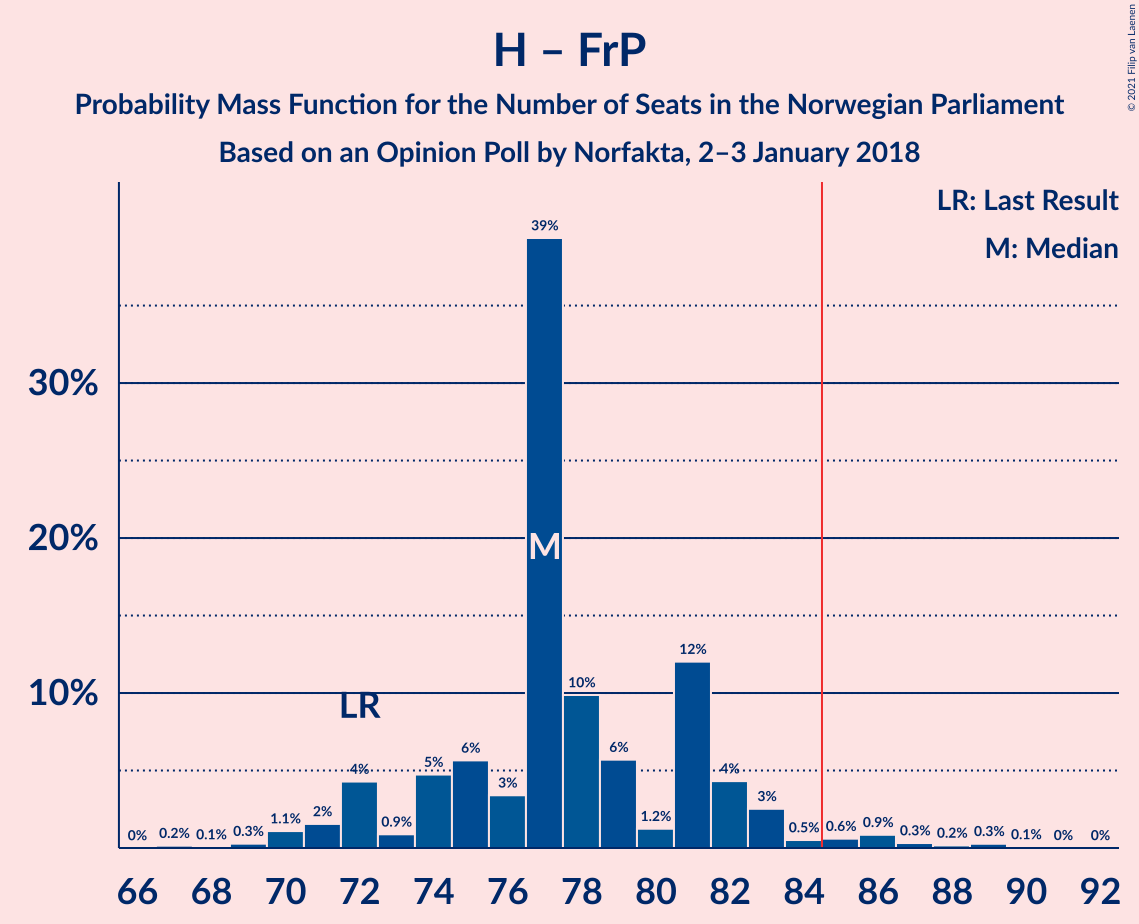 H – FrP
Probability Mass Function for the Number of Seats in the Norwegian Parliament
Based on an Opinion Poll by Norfakta, 2–3 January 2018
© 2021 Filip van Laenen
LR: Last Result
M: Median
39%
30%
20%
M
12%
10%
10%
LR
6%
6%
5%
4%
4%
3%
3%
0% 0.2% 0.1% 0.3% 1.1% 2% 0.9% 1.2% 0.5% 0.6% 0.9% 0.3% 0.2% 0.3% 0.1% 0% 0%
66 68 70 72 74 76 78 80 82 84 86 88 90 92